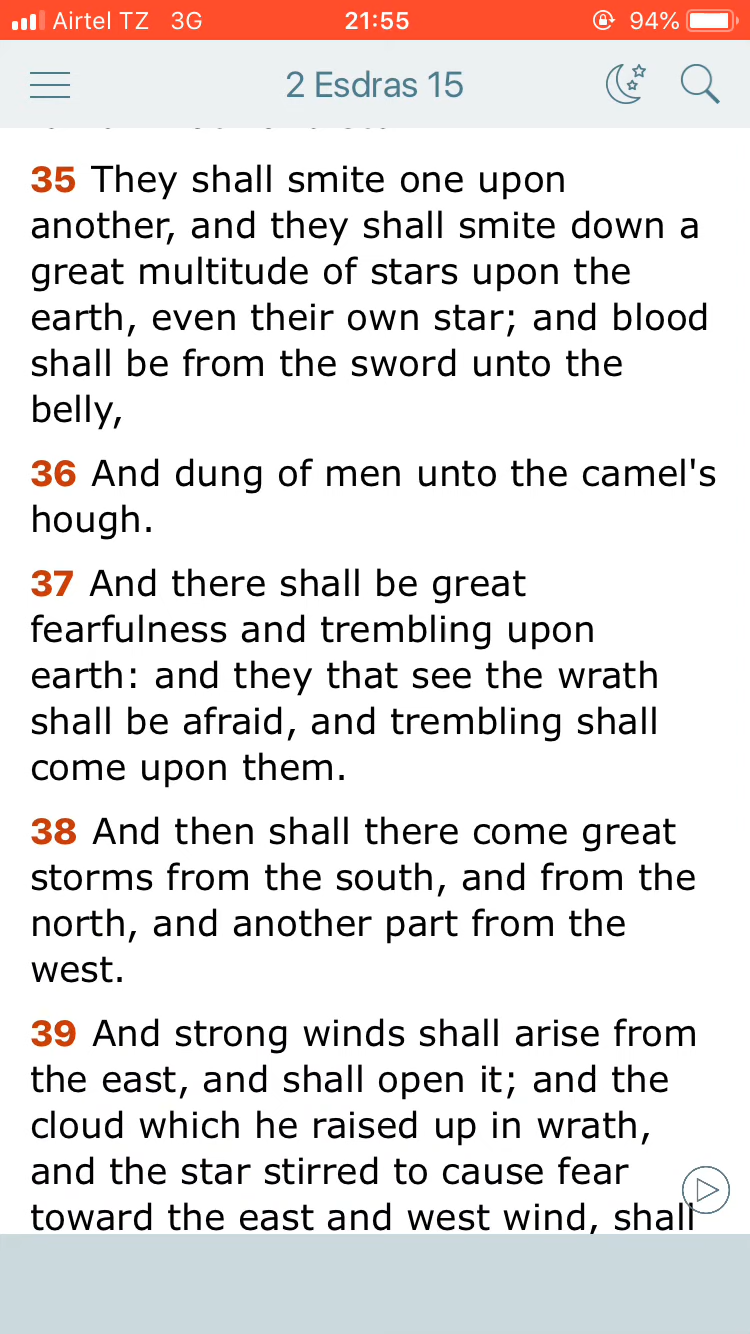 Airtel TZ 3G 21:55 94%
2 Esdras 15
35 They shall smite one upon
another, and they shall smite down a
great multitude of stars upon the
earth, even their own star; and blood
shall be from the sword unto the
belly,
36 And dung of men unto the camel's
hough.
37 And there shall be great
fearfulness and trembling upon
earth: and they that see the wrath
shall be afraid, and trembling shall
come upon them.
38 And then shall there come great
storms from the south, and from the
north, and another part from the
west.
39 And strong winds shall arise from
the east, and shall open it; and the
cloud which he raised up in wrath,
and the star stirred to cause fear
toward the east and west wind, shall